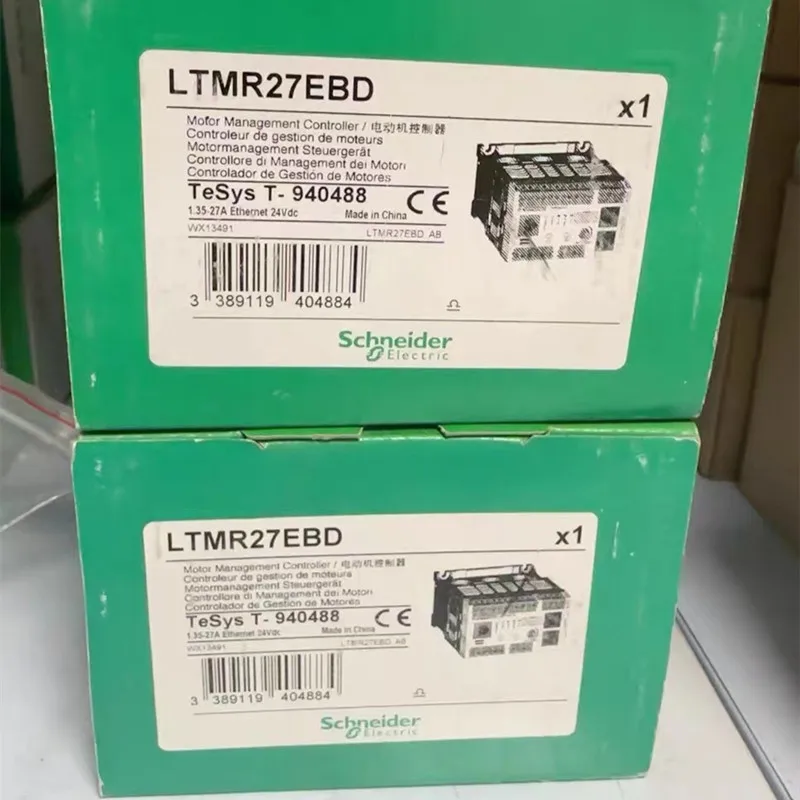 LTMR27EBD
x1
Motor Management Controller / 电动机控制器
Controleur de gestion de moteurs
Motormanagement Steuergerät
Controllore di Management dei Motori
Controlador de Gestión de Motores
TeSys T- 940488 CE
1.35-27A Ethernet 24Vdc Made in China
WX13491 LTMR27EBD AB
3 389119 404884
Schneider
Electric
LTMR27EBD
x1
Motor Management Controller / 电动机控制器
Controleur de gestion de moteurs
Motormanagement Steuergerät
Controllore di Management dei Motori
Controlador de Gestión de Motores
TeSys T- 940488 CE
1.35-27A Ethernet 24Vdc Made in China
WX13491 LTMR27EBD AB
3 389119 404884
Schneider
Electric